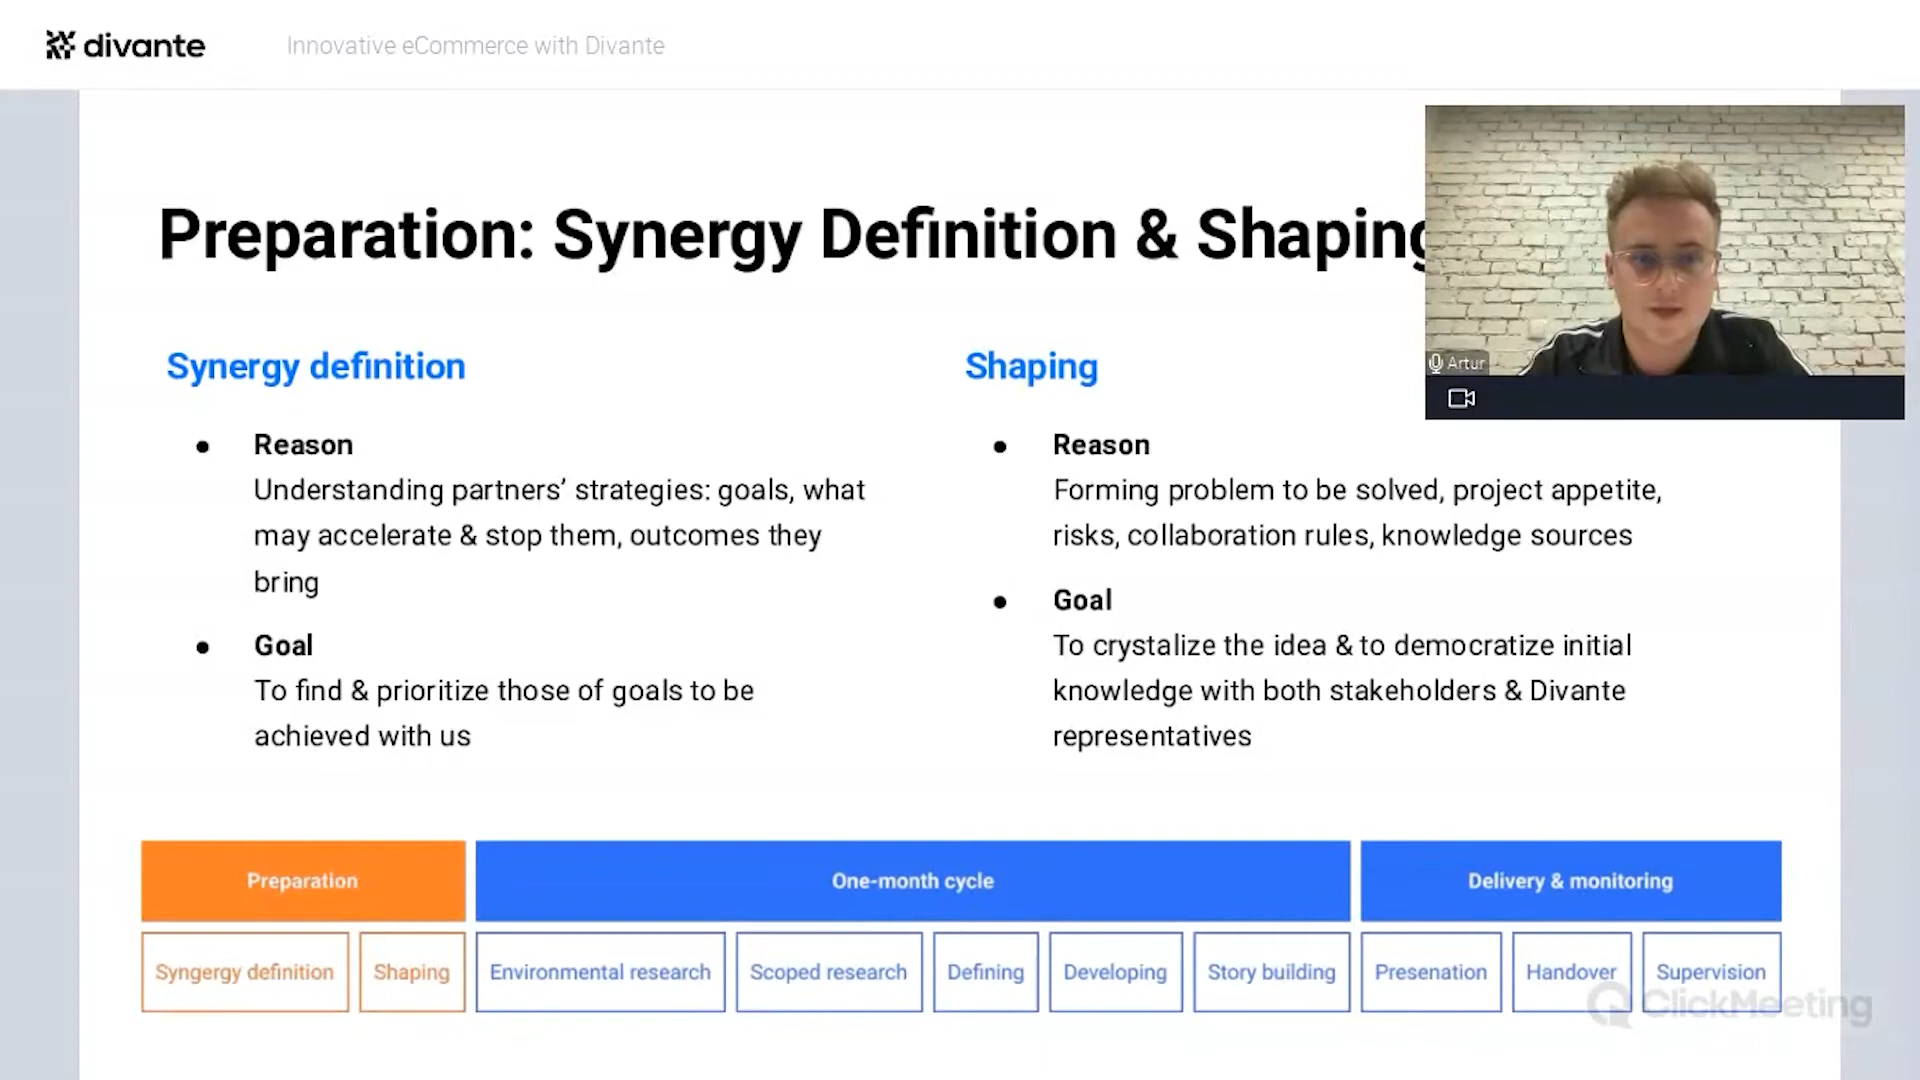 divante
Innovative eCommerce with Divante
Preparation: Synergy Definition & Shaping
Artur
Synergy definition
Reason
Understanding partners’ strategies: goals, what
may accelerate & stop them, outcomes they
bring
Goal
To find & prioritize those of goals to be
achieved with us
Shaping
Reason
Forming problem to be solved, project appetite,
risks, collaboration rules, knowledge sources
Goal
To crystalize the idea & to democratize initial
knowledge with both stakeholders & Divante
representatives
Preparation
One-month cycle
Delivery & monitoring
Syngergy definition
Shaping
Environmental research
Scoped research
Defining
Developing
Story building
Presenation
Handover
Supervision
ClickMeeting